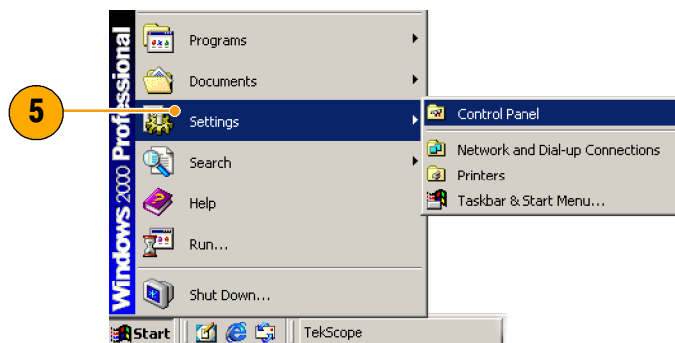 Windows 2000 Professional
Programs
Documents
5
Settings
Search
Help
Run...
Shut Down...
Control Panel
Network and Dial-up Connections
Printers
Taskbar & Start Menu...
Start
TekScope